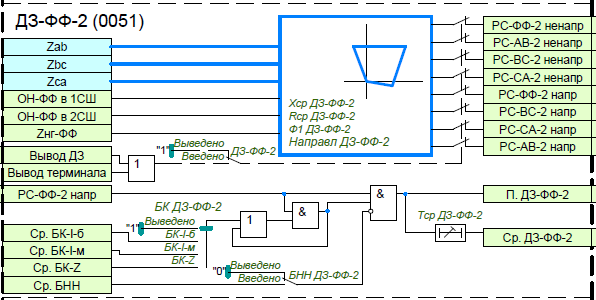 ДЗ-ФФ-2 (0051)
Zab
Zbc
Zca
ОН-ФФ в 1СШ
ОН-ФФ в 2СШ
Zнг-ФФ
Xср ДЗ-ФФ-2
Rср ДЗ-ФФ-2
Ф1 ДЗ-ФФ-2
Направл ДЗ-ФФ-2
РС-ФФ-2 ненапр
РС-АВ-2 ненапр
РС-ВС-2 ненапр
РС-СА-2 ненапр
РС-ФФ-2 напр
РС-ВС-2 напр
РС-СА-2 напр
РС-АВ-2 напр
Вывод ДЗ
Вывод терминала
1
"1"
Выведено
Введено
ДЗ-ФФ-2
РС-ФФ-2 напр
БК ДЗ-ФФ-2
"1"
Выведено
БК-I-б
БК-I-м
БК-Z
Ср. БК-I-б
Ср. БК-I-м
Ср. БК-Z
Ср. БНН
1
&
&
"0"
Выведено
Введено
БНН ДЗ-ФФ-2
Тср ДЗ-ФФ-2
П. ДЗ-ФФ-2
Ср. ДЗ-ФФ-2